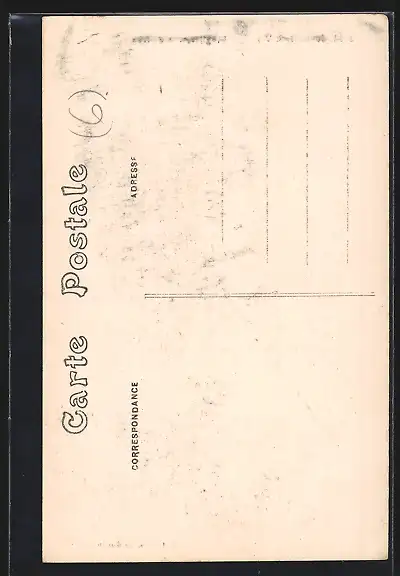 Carte Postale (6)
CORRESPONDANCE
ADRESSE